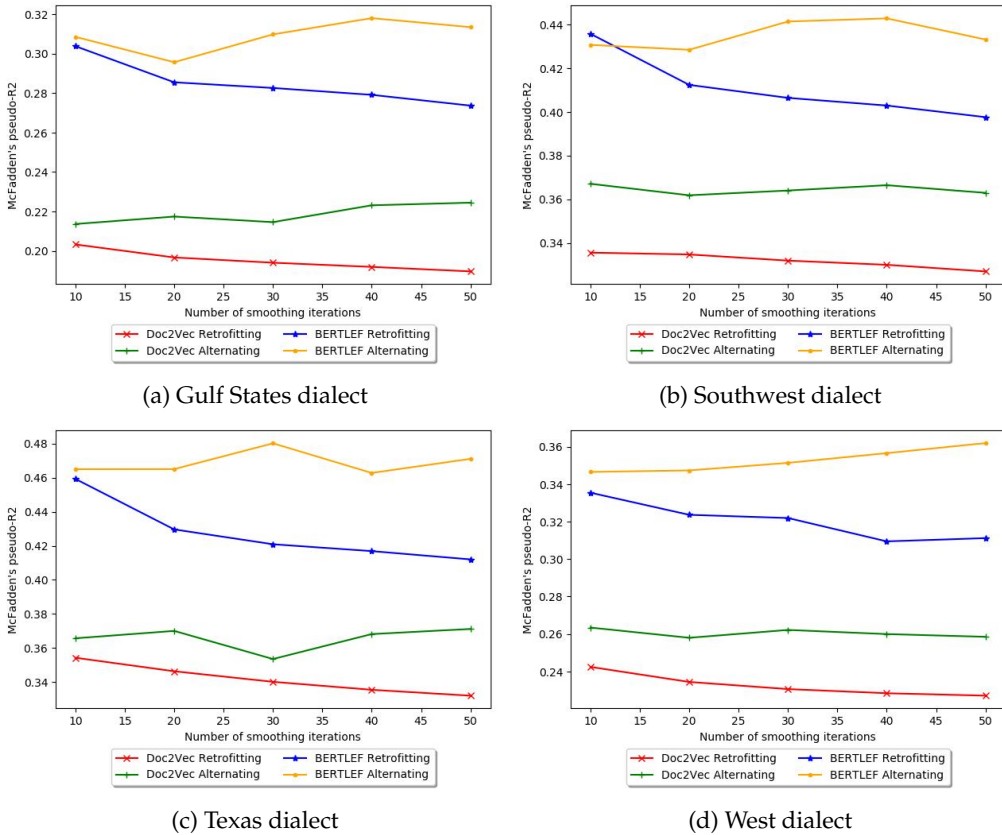 McFadden's pseudo-R2
0.32
0.30
0.28
0.26
0.24
0.22
0.20
10 15 20 25 30 35 40 45 50
Number of smoothing iterations
Doc2Vec Retrofitting BERTLEF Retrofitting
Doc2Vec Alternating BERTLEF Alternating
(a) Gulf States dialect
McFadden's pseudo-R2
0.44
0.42
0.40
0.38
0.36
0.34
10 15 20 25 30 35 40 45 50
Number of smoothing iterations
Doc2Vec Retrofitting BERTLEF Retrofitting
Doc2Vec Alternating BERTLEF Alternating
(b) Southwest dialect
McFadden's pseudo-R2
0.48
0.46
0.44
0.42
0.40
0.38
0.36
0.34
10 15 20 25 30 35 40 45 50
Number of smoothing iterations
Doc2Vec Retrofitting BERTLEF Retrofitting
Doc2Vec Alternating BERTLEF Alternating
(c) Texas dialect
McFadden's pseudo-R2
0.36
0.34
0.32
0.30
0.28
0.26
0.24
10 15 20 25 30 35 40 45 50
Number of smoothing iterations
Doc2Vec Retrofitting BERTLEF Retrofitting
Doc2Vec Alternating BERTLEF Alternating
(d) West dialect